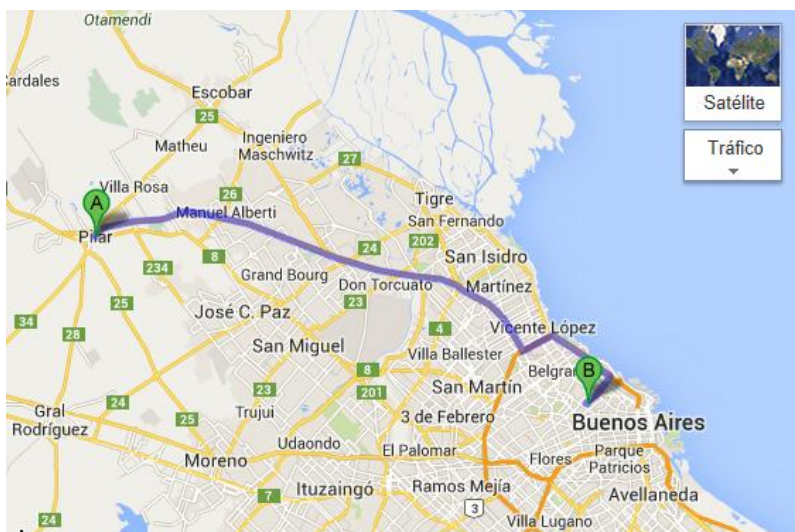 Otamendi
Cardales
Escobar
25
Satélite
Matheu
Ingeniero
Maschwitz
Tráfico
27
Villa Rosa
26
Tigre
A
Manuel Alberti
San Fernando
Pilar
202
24
8
San Isidro
234
Grand Bourg
Don Torcuato
Martínez
25
José C. Paz
23
34
4
Vicente López
28
San Miguel
Villa Ballester
8
Belgran
B
201
San Martín
23
24
Gral
Rodríguez
Trujui
3 de Febrero
Buenos Aires
Udaondo
El Palomar
Flores
Parque
Patricios
Moreno
7
Ituzaingó
Ramos Mejía
Avellaneda
3
24
Villa Lugano